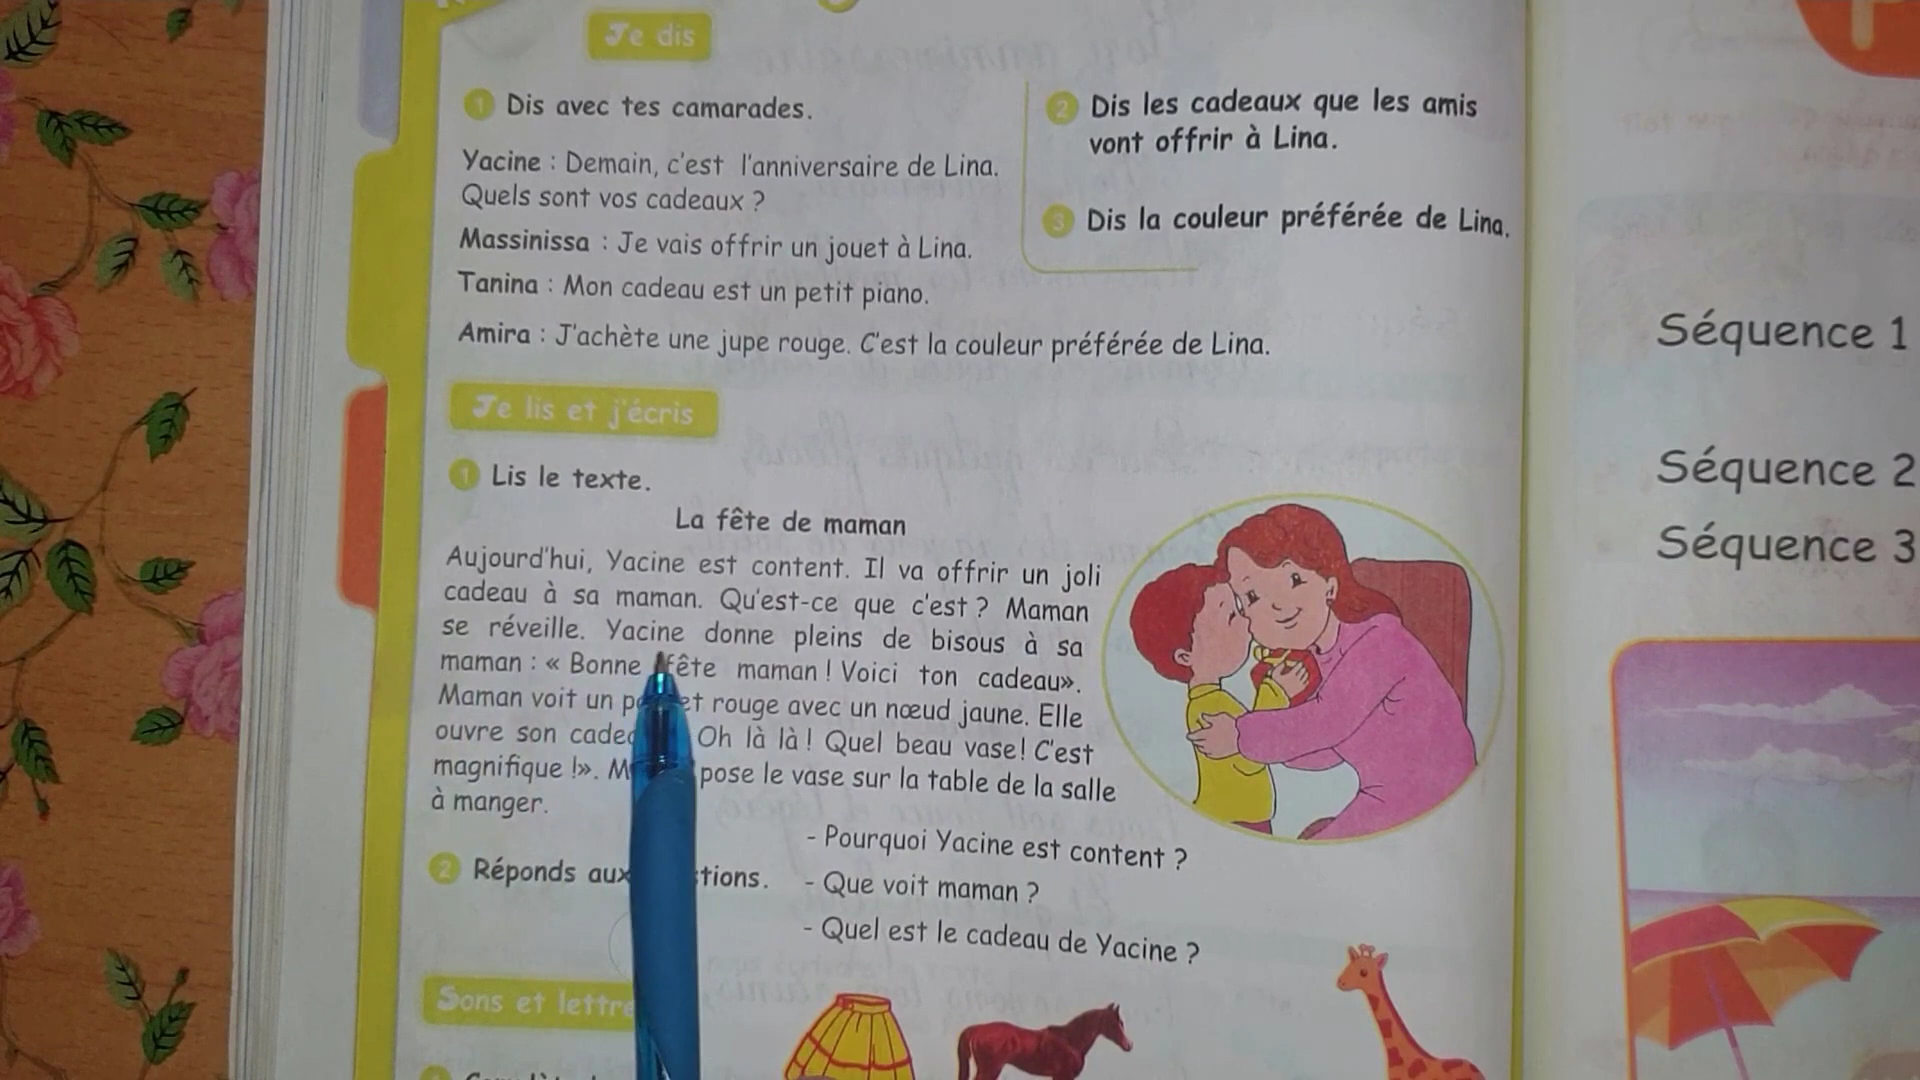 Je dis
1 Dis avec tes camarades.
Yacine : Demain, c'est l'anniversaire de Lina.
Quels sont vos cadeaux ?
Massinissa : Je vais offrir un jouet à Lina.
Tanina : Mon cadeau est un petit piano.
Amira : J'achète une jupe rouge. C'est la couleur préférée de Lina.
2 Dis les cadeaux que les amis
vont offrir à Lina.
3 Dis la couleur préférée de Lina.
Je lis et j'écris
1 Lis le texte.
La fête de maman
Aujourd'hui, Yacine est content. Il va offrir un joli
cadeau à sa maman. Qu'est-ce que c'est ? Maman
se réveille. Yacine donne pleins de bisous à sa
maman : « Bonne fête maman ! Voici ton cadeau».
Maman voit un rouge avec un nœud jaune. Elle
ouvre son Oh là là ! Quel beau vase! C'est
magnifique !». pose le vase sur la table de la salle
à manger.
2 Réponds aux
- Pourquoi Yacine est content ?
- Que voit maman ?
- Quel est le cadeau de Yacine ?
Sons et lettre
Séquence 1
Séquence 2
Séquence 3